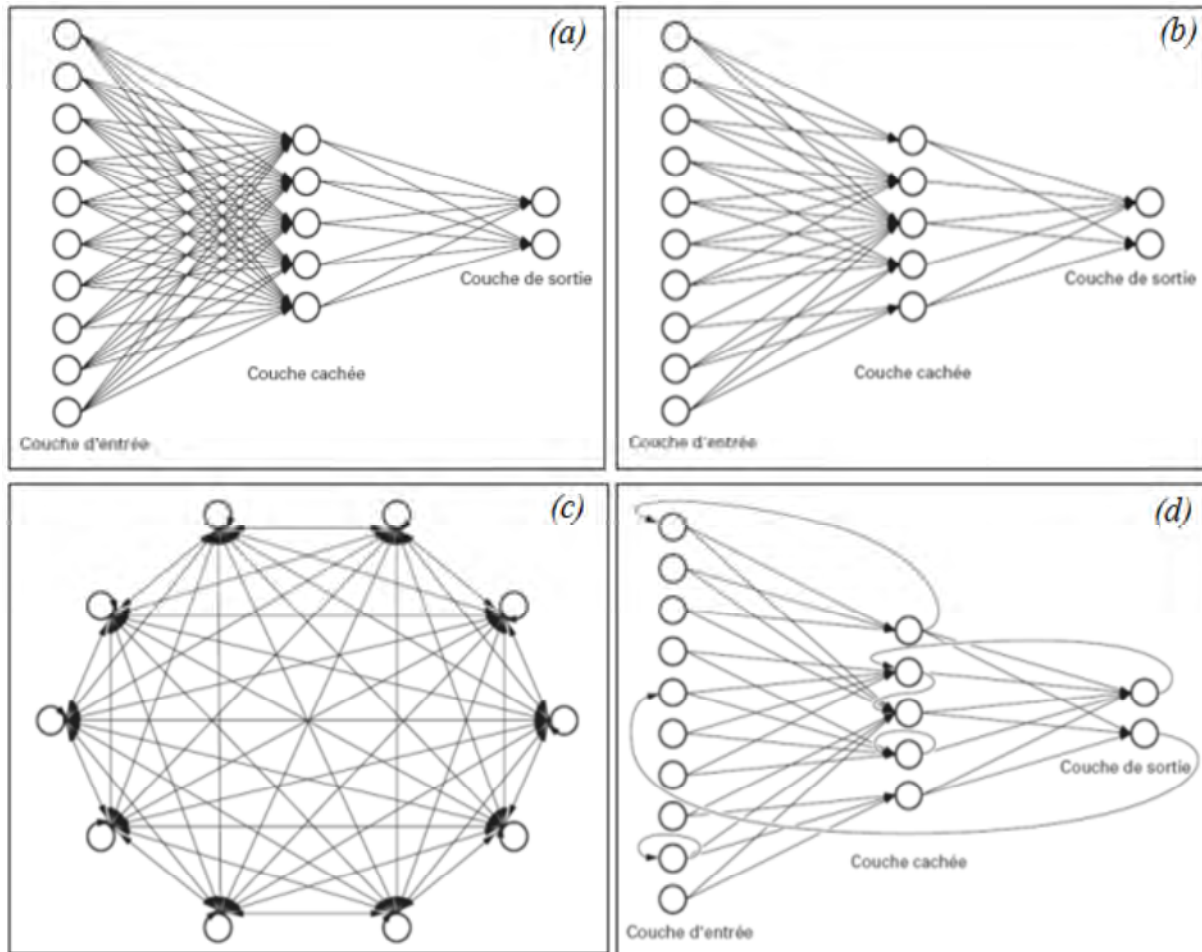 (a)
Couche de sortie
Couche cachée
Couche d'entrée
(b)
Couche de sortie
Couche cachée
Couche d'entrée
(c)
(d)
Couche de sortie
Couche cachée
Couche d'entrée